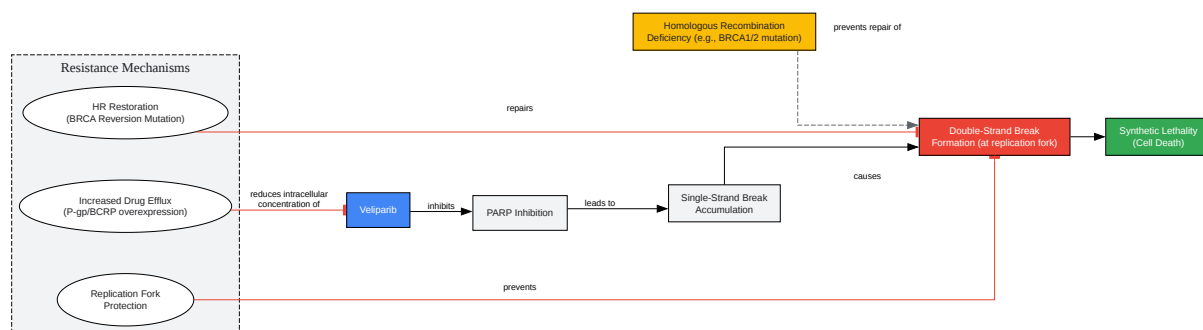 Homologous Recombination
Deficiency (e.g., BRCA1/2 mutation)
prevents repair of
Resistance Mechanisms
HR Restoration
(BRCA Reversion Mutation)
repairs
Double-Strand Break
Formation (at replication fork)
Synthetic Lethality
(Cell Death)
causes
Increased Drug Efflux
(P-gp/BCRP overexpression)
reduces intracellular
concentration of
Veliparib
inhibits
PARP Inhibition
leads to
Single-Strand Break
Accumulation
Replication Fork
Protection
prevents